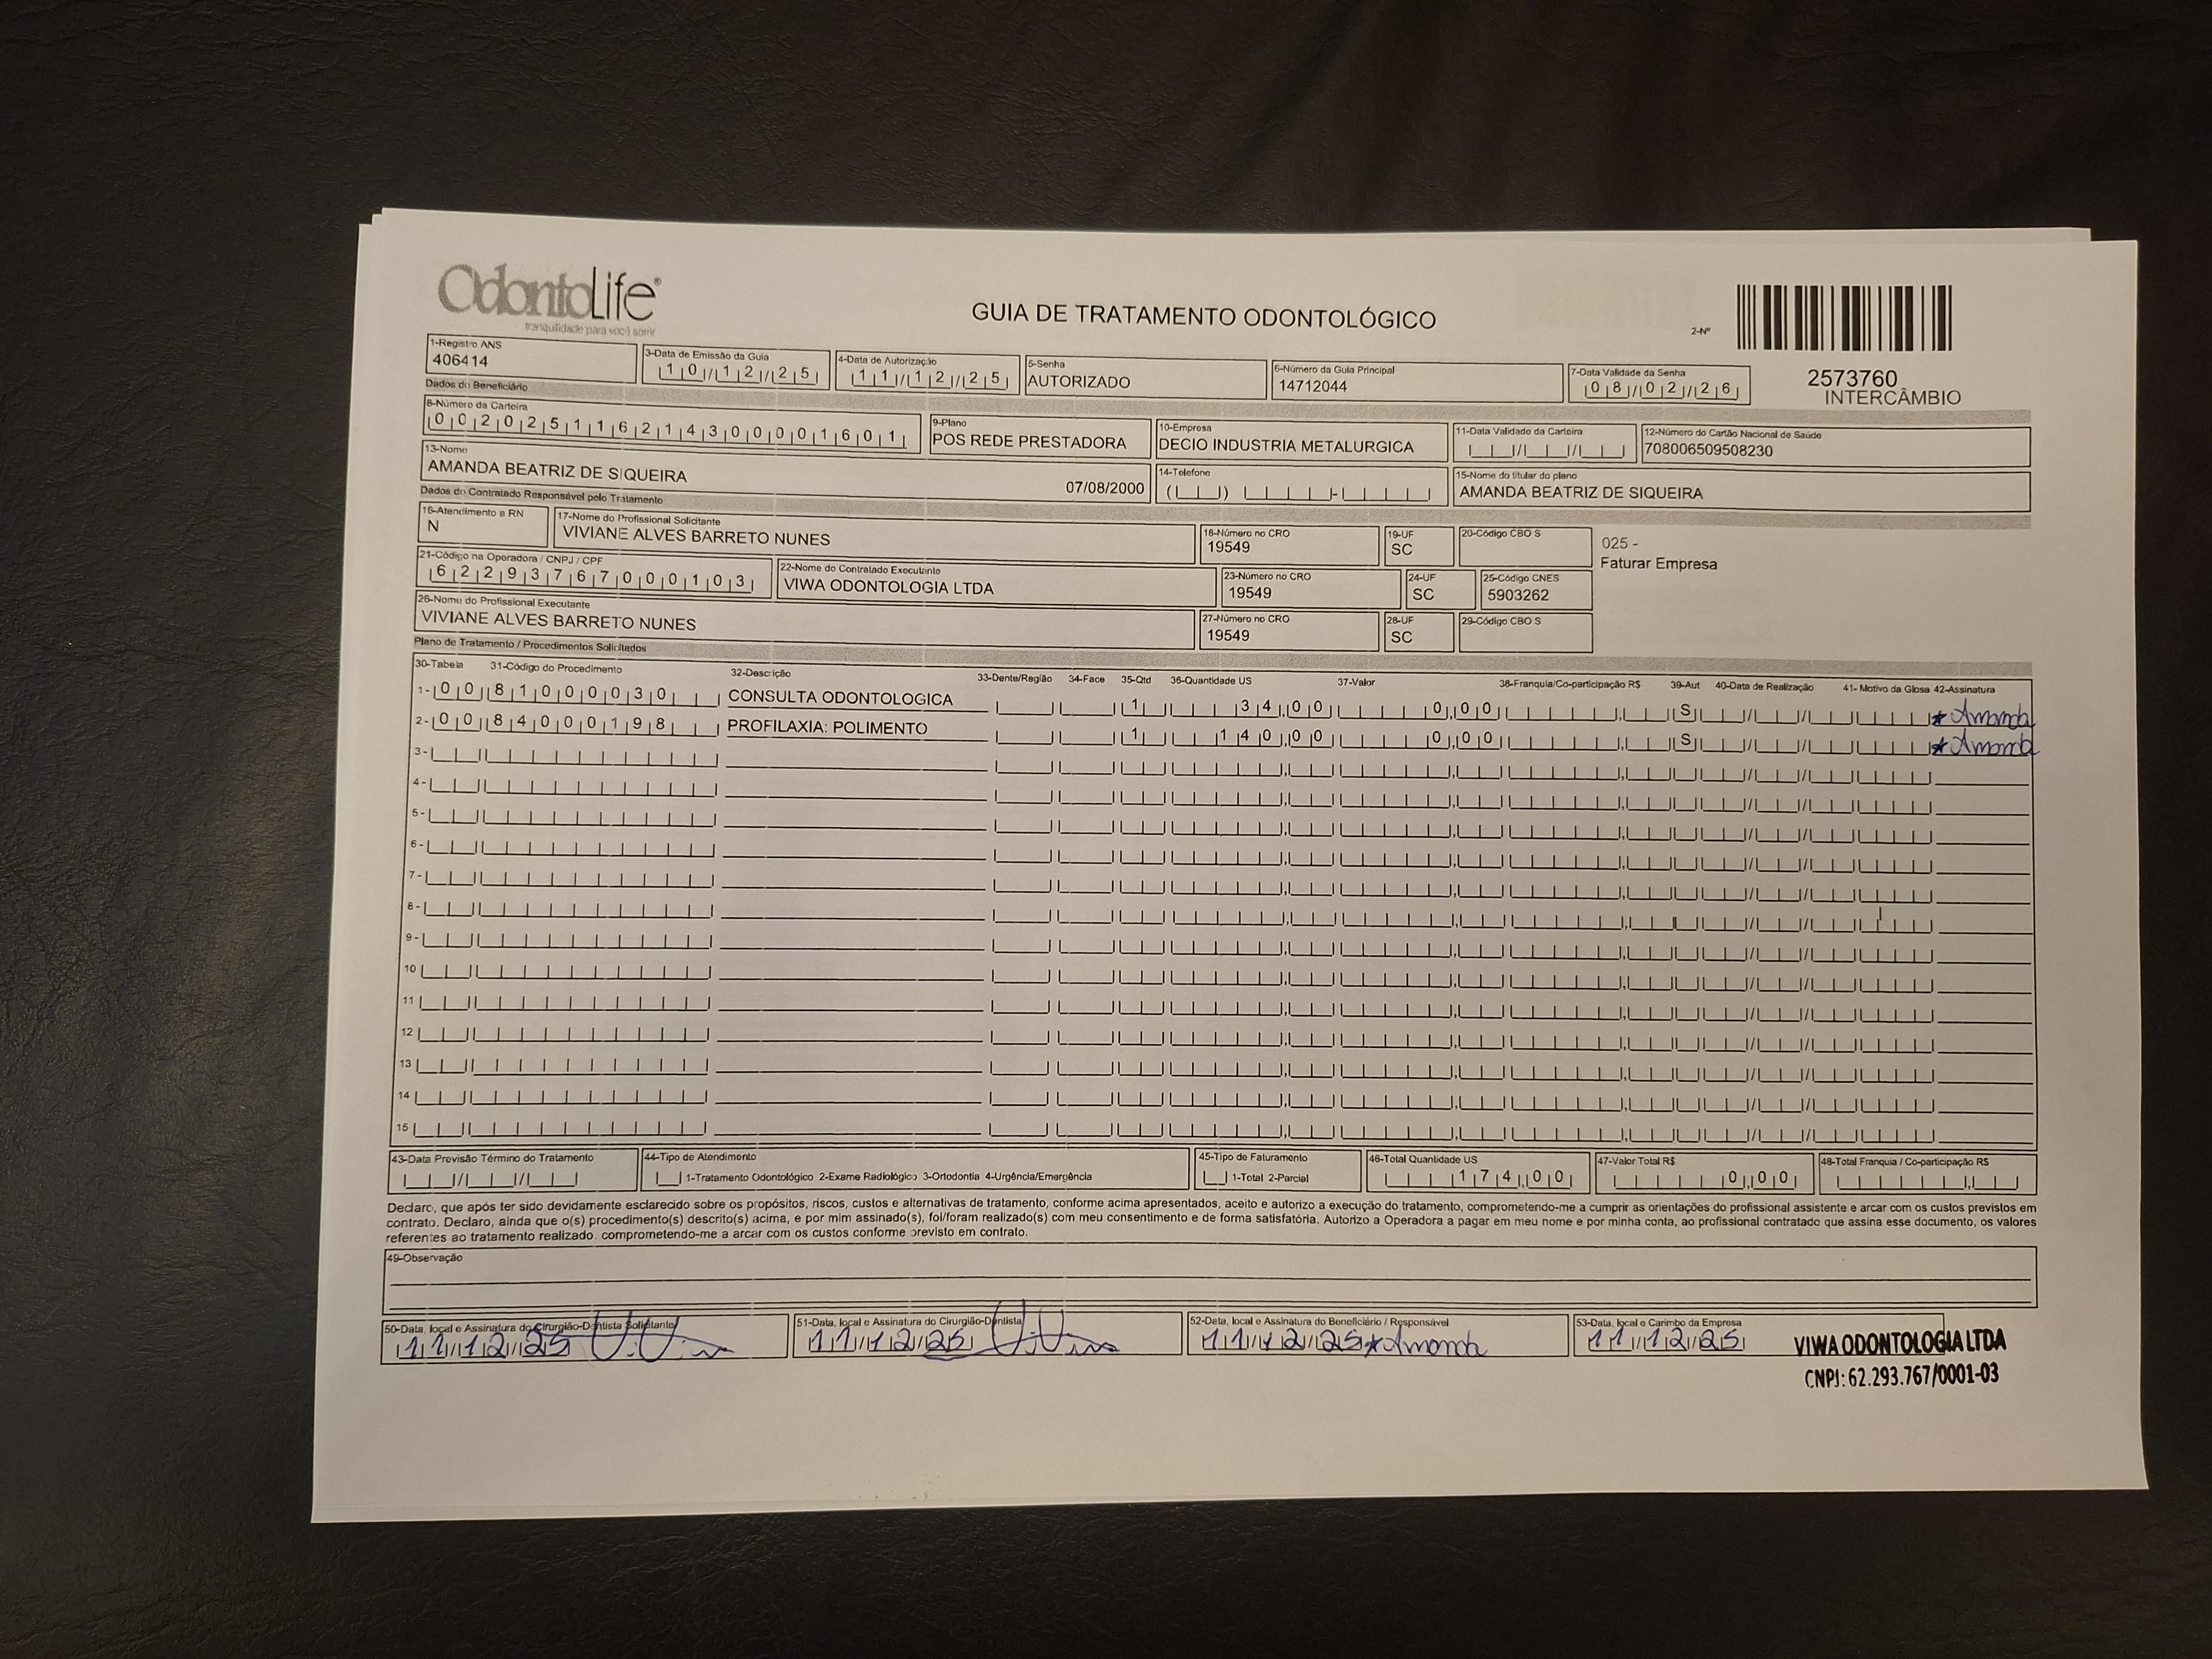 OdontoLife®
tranquilidade para você sorrir
GUIA DE TRATAMENTO ODONTOLÓGICO
2-Nº
2573760
INTERCÂMBIO
1-Registro ANS
406414
3-Data de Emissão da Guia
10/12/25
4-Data de Autorização
11/12/25
5-Senha
AUTORIZADO
6-Número da Guia Principal
14712044
7-Data Validade da Senha
08/02/26
Dados do Beneficiário
8-Número da Carteira
00202511621430001601
9-Plano
POS REDE PRESTADORA
10-Empresa
DECIO INDUSTRIA METALURGICA
11-Data Validade da Carteira
12-Número do Cartão Nacional de Saúde
708006509508230
13-Nome
AMANDA BEATRIZ DE SIQUEIRA 07/08/2000
14-Telefone
15-Nome do titular do plano
AMANDA BEATRIZ DE SIQUEIRA
Dados do Contratado Responsável pelo Tratamento
16-Atendimento a RN
N
17-Nome do Profissional Solicitante
VIVIANE ALVES BARRETO NUNES
18-Número no CRO
19549
19-UF
SC
20-Código CBO S
025 -
Faturar Empresa
21-Código na Operadora / CNPJ / CPF
62293767000103
22-Nome do Contratado Executante
VIWA ODONTOLOGIA LTDA
23-Número no CRO
19549
24-UF
SC
25-Código CNES
5903262
26-Nome do Profissional Executante
VIVIANE ALVES BARRETO NUNES
27-Número no CRO
19549
28-UF
SC
29-Código CBO S
Plano de Tratamento / Procedimentos Solicitados
30-Tabela 31-Código do Procedimento 32-Descrição 33-Dente/Região 34-Face 35-Qtd 36-Quantidade US 37-Valor 38-Franquia/Co-participação R$ 39-Aut 40-Data de Realização 41- Motivo da Glosa 42-Assinatura
1- 00 81000030 CONSULTA ODONTOLOGICA 1 34,00 0,00 S * Amanda
2- 00 84000198 PROFILAXIA: POLIMENTO 1 140,00 0,00 S * Amanda
3-
4-
5-
6-
7-
8-
9-
10
11
12
13
14
15
43-Data Previsão Término do Tratamento
44-Tipo de Atendimento
1-Tratamento Odontológico 2-Exame Radiológico 3-Ortodontia 4-Urgência/Emergência
45-Tipo de Faturamento
1-Total 2-Parcial
46-Total Quantidade US
174,00
47-Valor Total R$
0,00
48-Total Franquia / Co-participação R$
Declaro, que após ter sido devidamente esclarecido sobre os propósitos, riscos, custos e alternativas de tratamento, conforme acima apresentados, aceito e autorizo a execução do tratamento, comprometendo-me a cumprir as orientações do profissional assistente e arcar com os custos previstos em
contrato. Declaro, ainda que o(s) procedimento(s) descrito(s) acima, e por mim assinado(s), foi/foram realizado(s) com meu consentimento e de forma satisfatória. Autorizo a Operadora a pagar em meu nome e por minha conta, ao profissional contratado que assina esse documento, os valores
referentes ao tratamento realizado, comprometendo-me a arcar com os custos conforme previsto em contrato.
49-Observação
50-Data, local e Assinatura do Cirurgião-Dentista Solicitante
11/12/25
51-Data, local e Assinatura do Cirurgião-Dentista
11/12/25
52-Data, local e Assinatura do Beneficiário / Responsável
11/12/25 * Amanda
53-Data, local e Carimbo da Empresa
11/12/25
VIWA ODONTOLOGIA LTDA
CNPJ: 62.293.767/0001-03